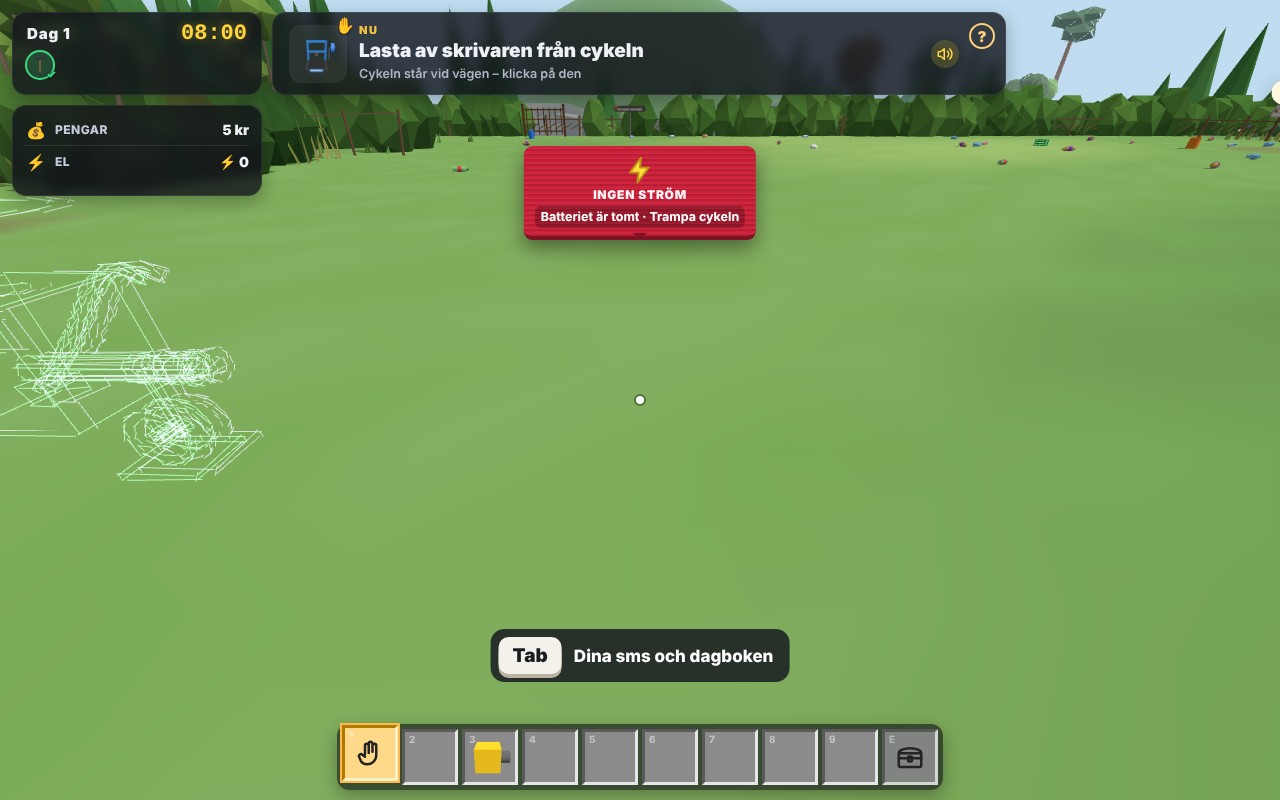 Dag 1
08:00
NU
Lasta av skrivaren från cykeln
Cykeln står vid vägen – klicka på den
?
PENGAR
5 kr
EL
0
INGEN STRÖM
Batteriet är tomt · Trampa cykeln
Tab
Dina sms och dagboken
1
2
3
4
5
6
7
8
9
E